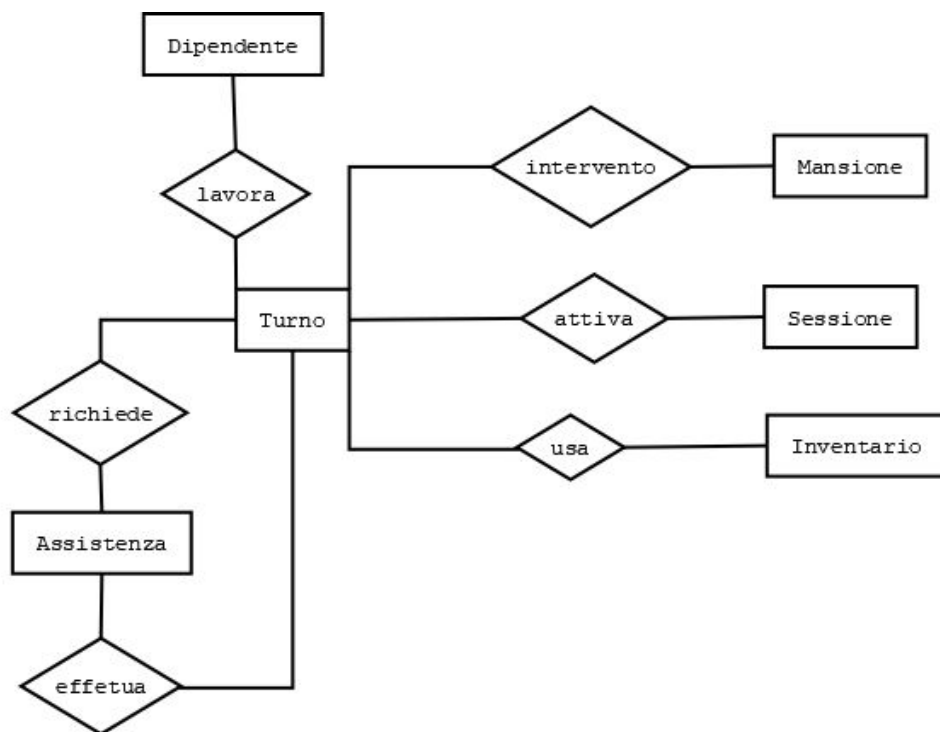 Dipendente
intervento
Mansione
lavora
Turno
attiva
Sessione
richiede
usa
Inventario
Assistenza
effetua